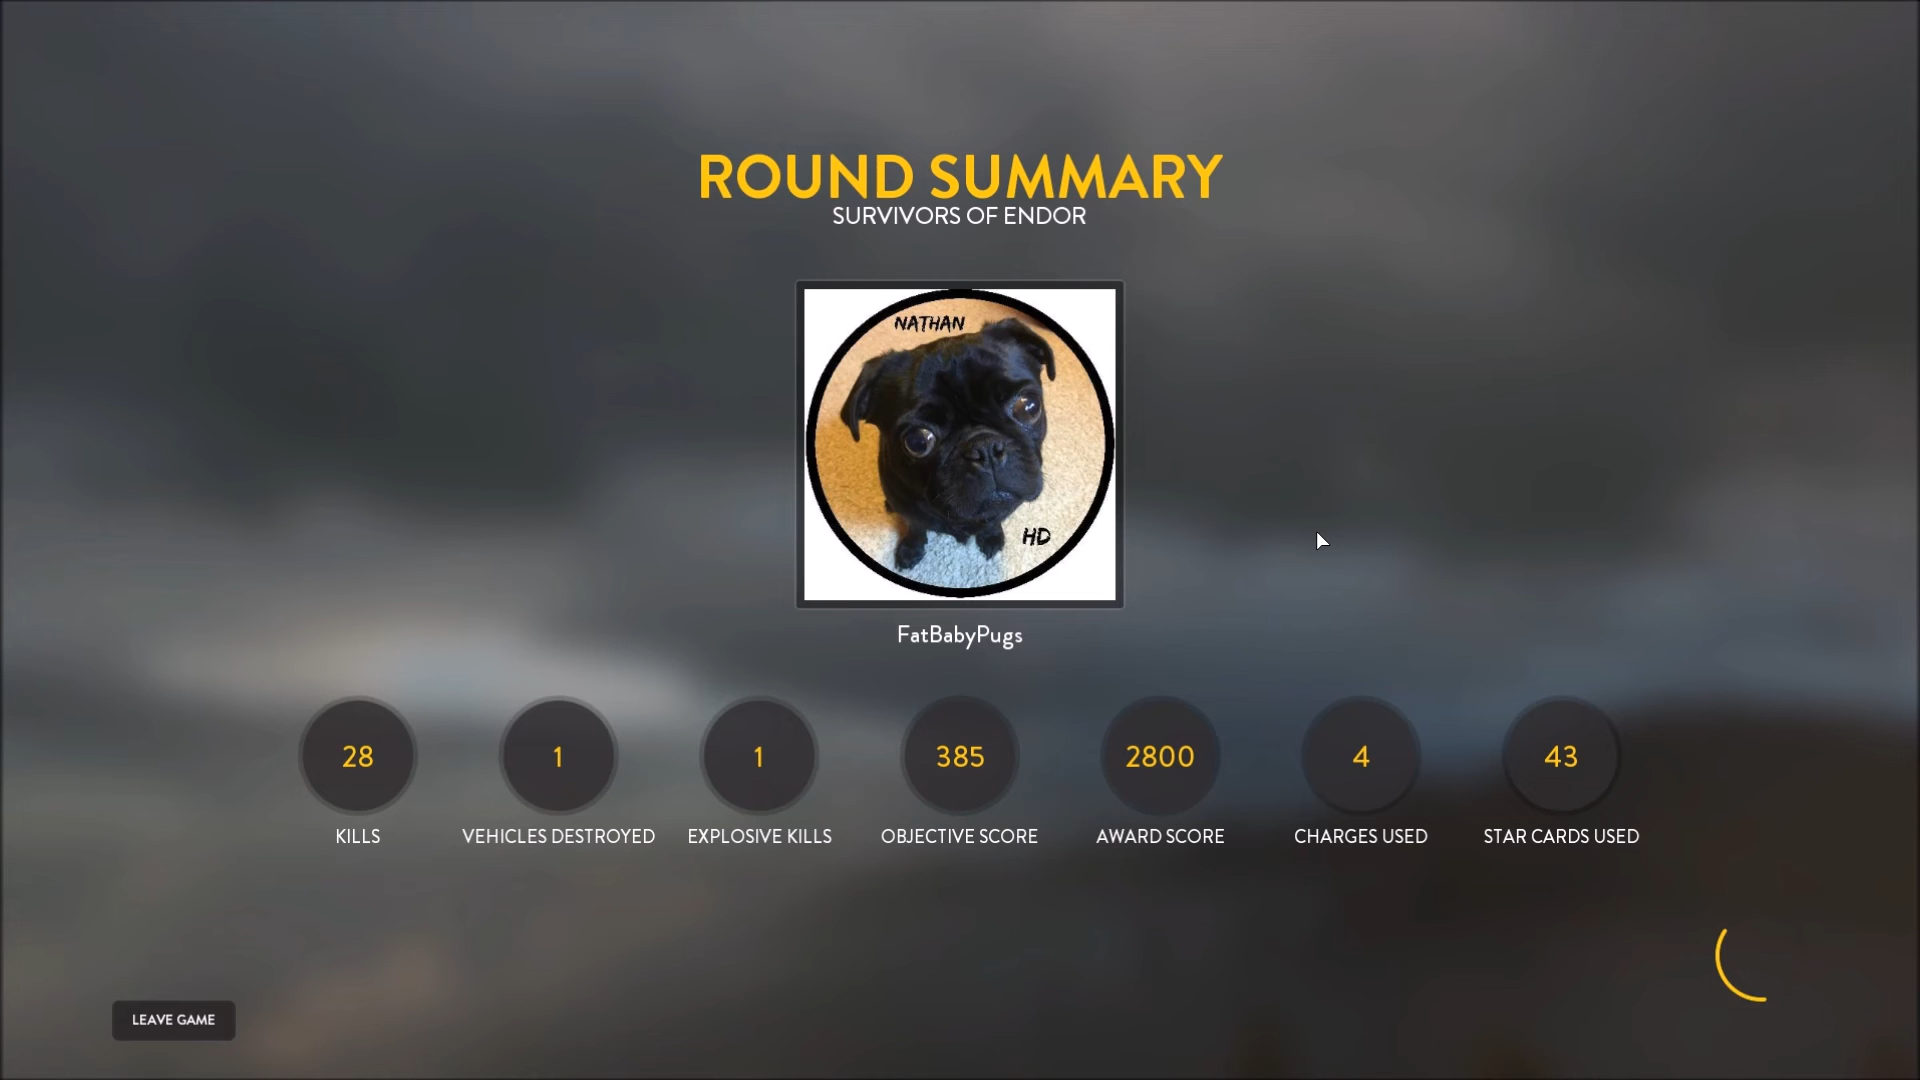 ROUND SUMMARY
SURVIVORS OF ENDOR
NATHAN
HD
FatBabyPugs
28
1
1
385
2800
4
43
KILLS
VEHICLES DESTROYED
EXPLOSIVE KILLS
OBJECTIVE SCORE
AWARD SCORE
CHARGES USED
STAR CARDS USED
LEAVE GAME